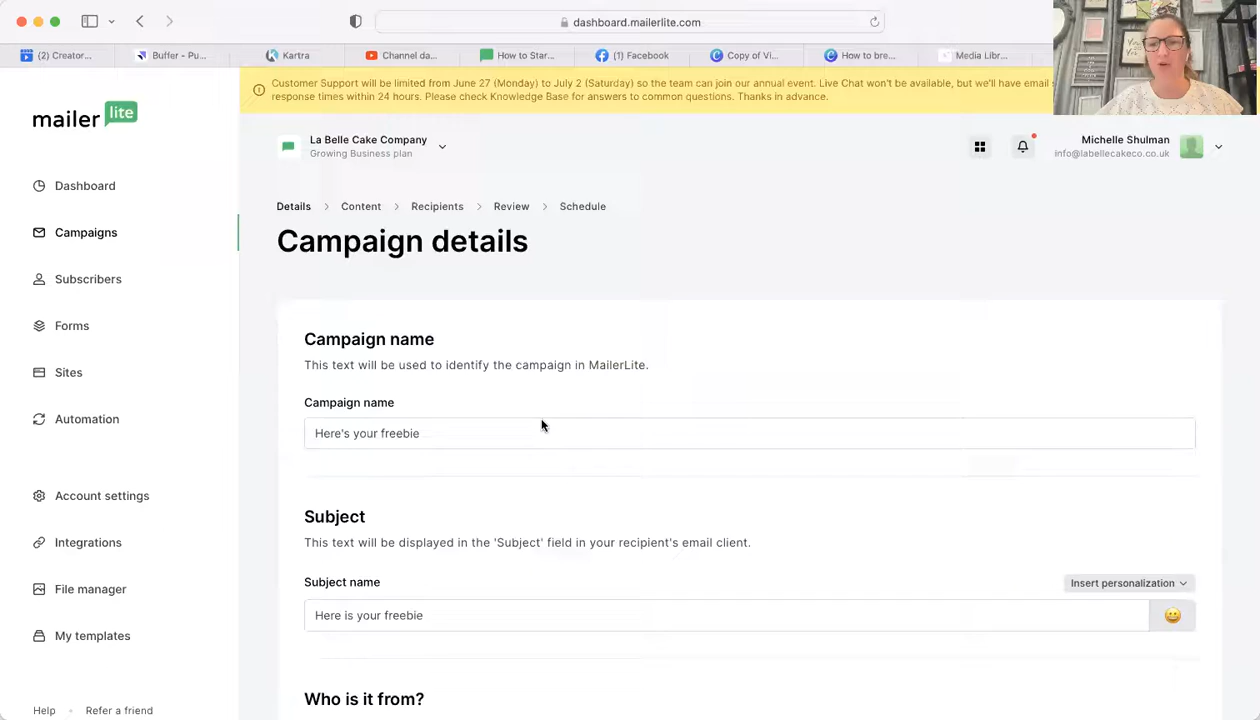 dashboard.mailerlite.com
(2) Creator...
Buffer - Pu...
Kartra
Channel da...
How to Star...
(1) Facebook
Copy of Vi...
How to bre...
Media Libr...
Customer Support will be limited from June 27 (Monday) to July 2 (Saturday) so the team can join our annual event. Live Chat won't be available, but we'll have email
response times within 24 hours. Please check Knowledge Base for answers to common questions. Thanks in advance.
mailer lite
La Belle Cake Company
Growing Business plan
Michelle Shulman
info@labellecakeco.co.uk
Dashboard
Campaigns
Subscribers
Forms
Sites
Automation
Account settings
Integrations
File manager
My templates
Help
Refer a friend
Details > Content > Recipients > Review > Schedule
Campaign details
Campaign name
This text will be used to identify the campaign in MailerLite.
Campaign name
Here's your freebie
Subject
This text will be displayed in the 'Subject' field in your recipient's email client.
Subject name
Insert personalization
Here is your freebie
Who is it from?